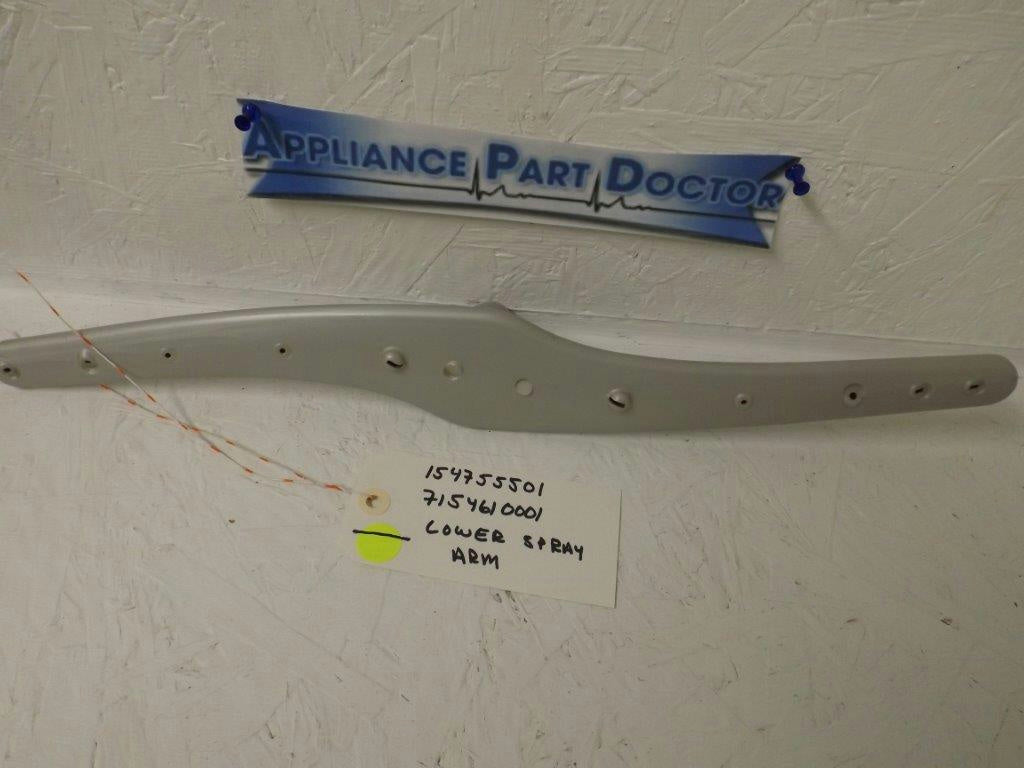 APPLIANCE PART DOCTOR
154755501
7154610001
LOWER SPRAY
ARM